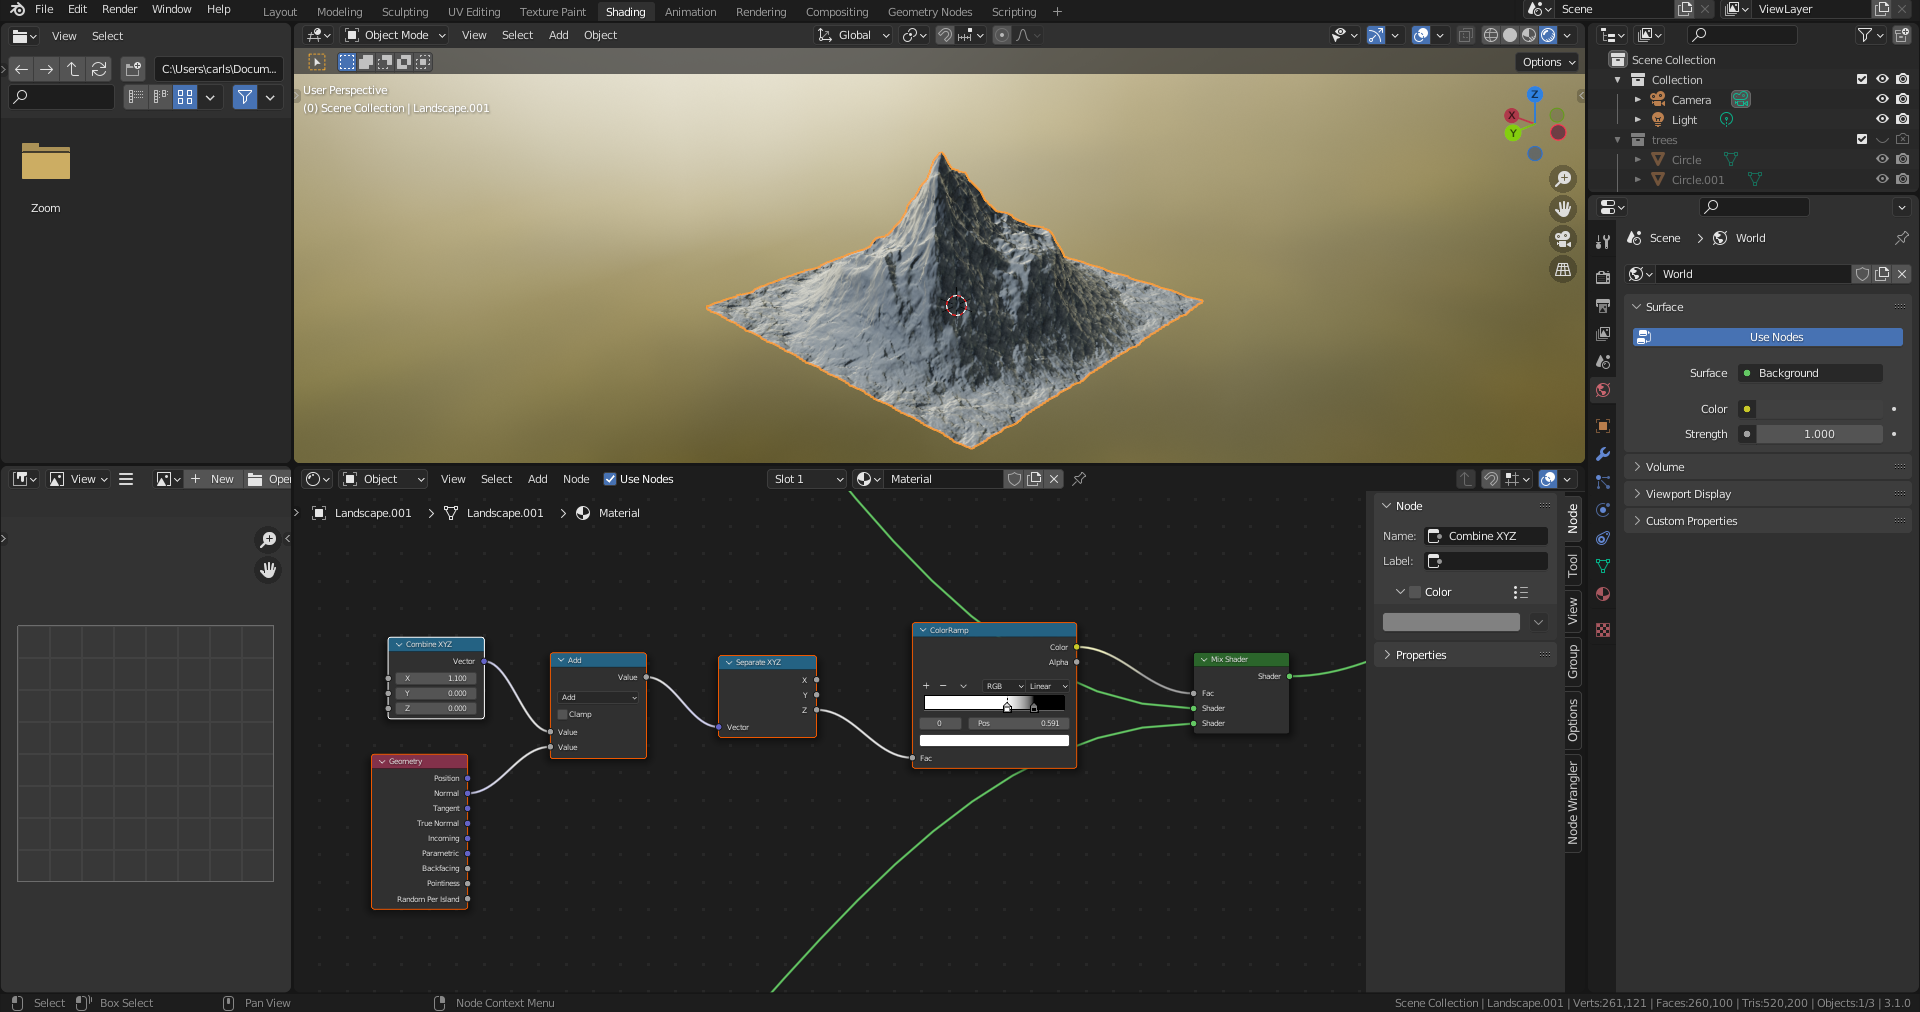 File Edit Render Window Help
Layout Modeling Sculpting UV Editing Texture Paint Shading Animation Rendering Compositing Geometry Nodes Scripting +
Scene
ViewLayer
View Select
C:\Users\carls\Docum...
Zoom
Object Mode View Select Add Object
Global
Options
User Perspective
(0) Scene Collection | Landscape.001
Z
X
Y
Scene Collection
Collection
Camera
Light
trees
Circle
Circle.001
Scene > World
World
Surface
Use Nodes
Surface Background
Color
Strength 1.000
Volume
Viewport Display
Custom Properties
View
+ New
Open
Object View Select Add Node Use Nodes
Slot 1
Material
Landscape.001 > Landscape.001 > Material
Combine XYZ
Vector
X 1.100
Y 0.000
Z 0.000
Geometry
Position
Normal
Tangent
True Normal
Incoming
Parametric
Backfacing
Pointiness
Random Per Island
Add
Value
Add
Clamp
Value
Value
Separate XYZ
X
Y
Z
Vector
ColorRamp
Color
Alpha
+ − RGB Linear
0 Pos 0.591
Fac
Mix Shader
Shader
Fac
Shader
Shader
Node
Name: Combine XYZ
Label:
Color
Properties
Node
Tool
View
Group
Options
Node Wrangler
Select Box Select Pan View Node Context Menu
Scene Collection | Landscape.001 | Verts:261,121 | Faces:260,100 | Tris:520,200 | Objects:1/3 | 3.1.0